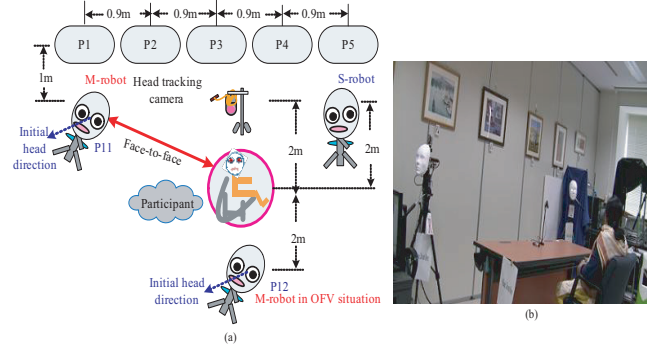 0.9m 0.9m 0.9m 0.9m
P1 P2 P3 P4 P5
1m
M-robot
Head tracking
camera
S-robot
Initial
head
direction
P11
Face-to-face
2m
2m
Participant
2m
Initial head
direction
P12
M-robot in OFV situation
(a)
(b)